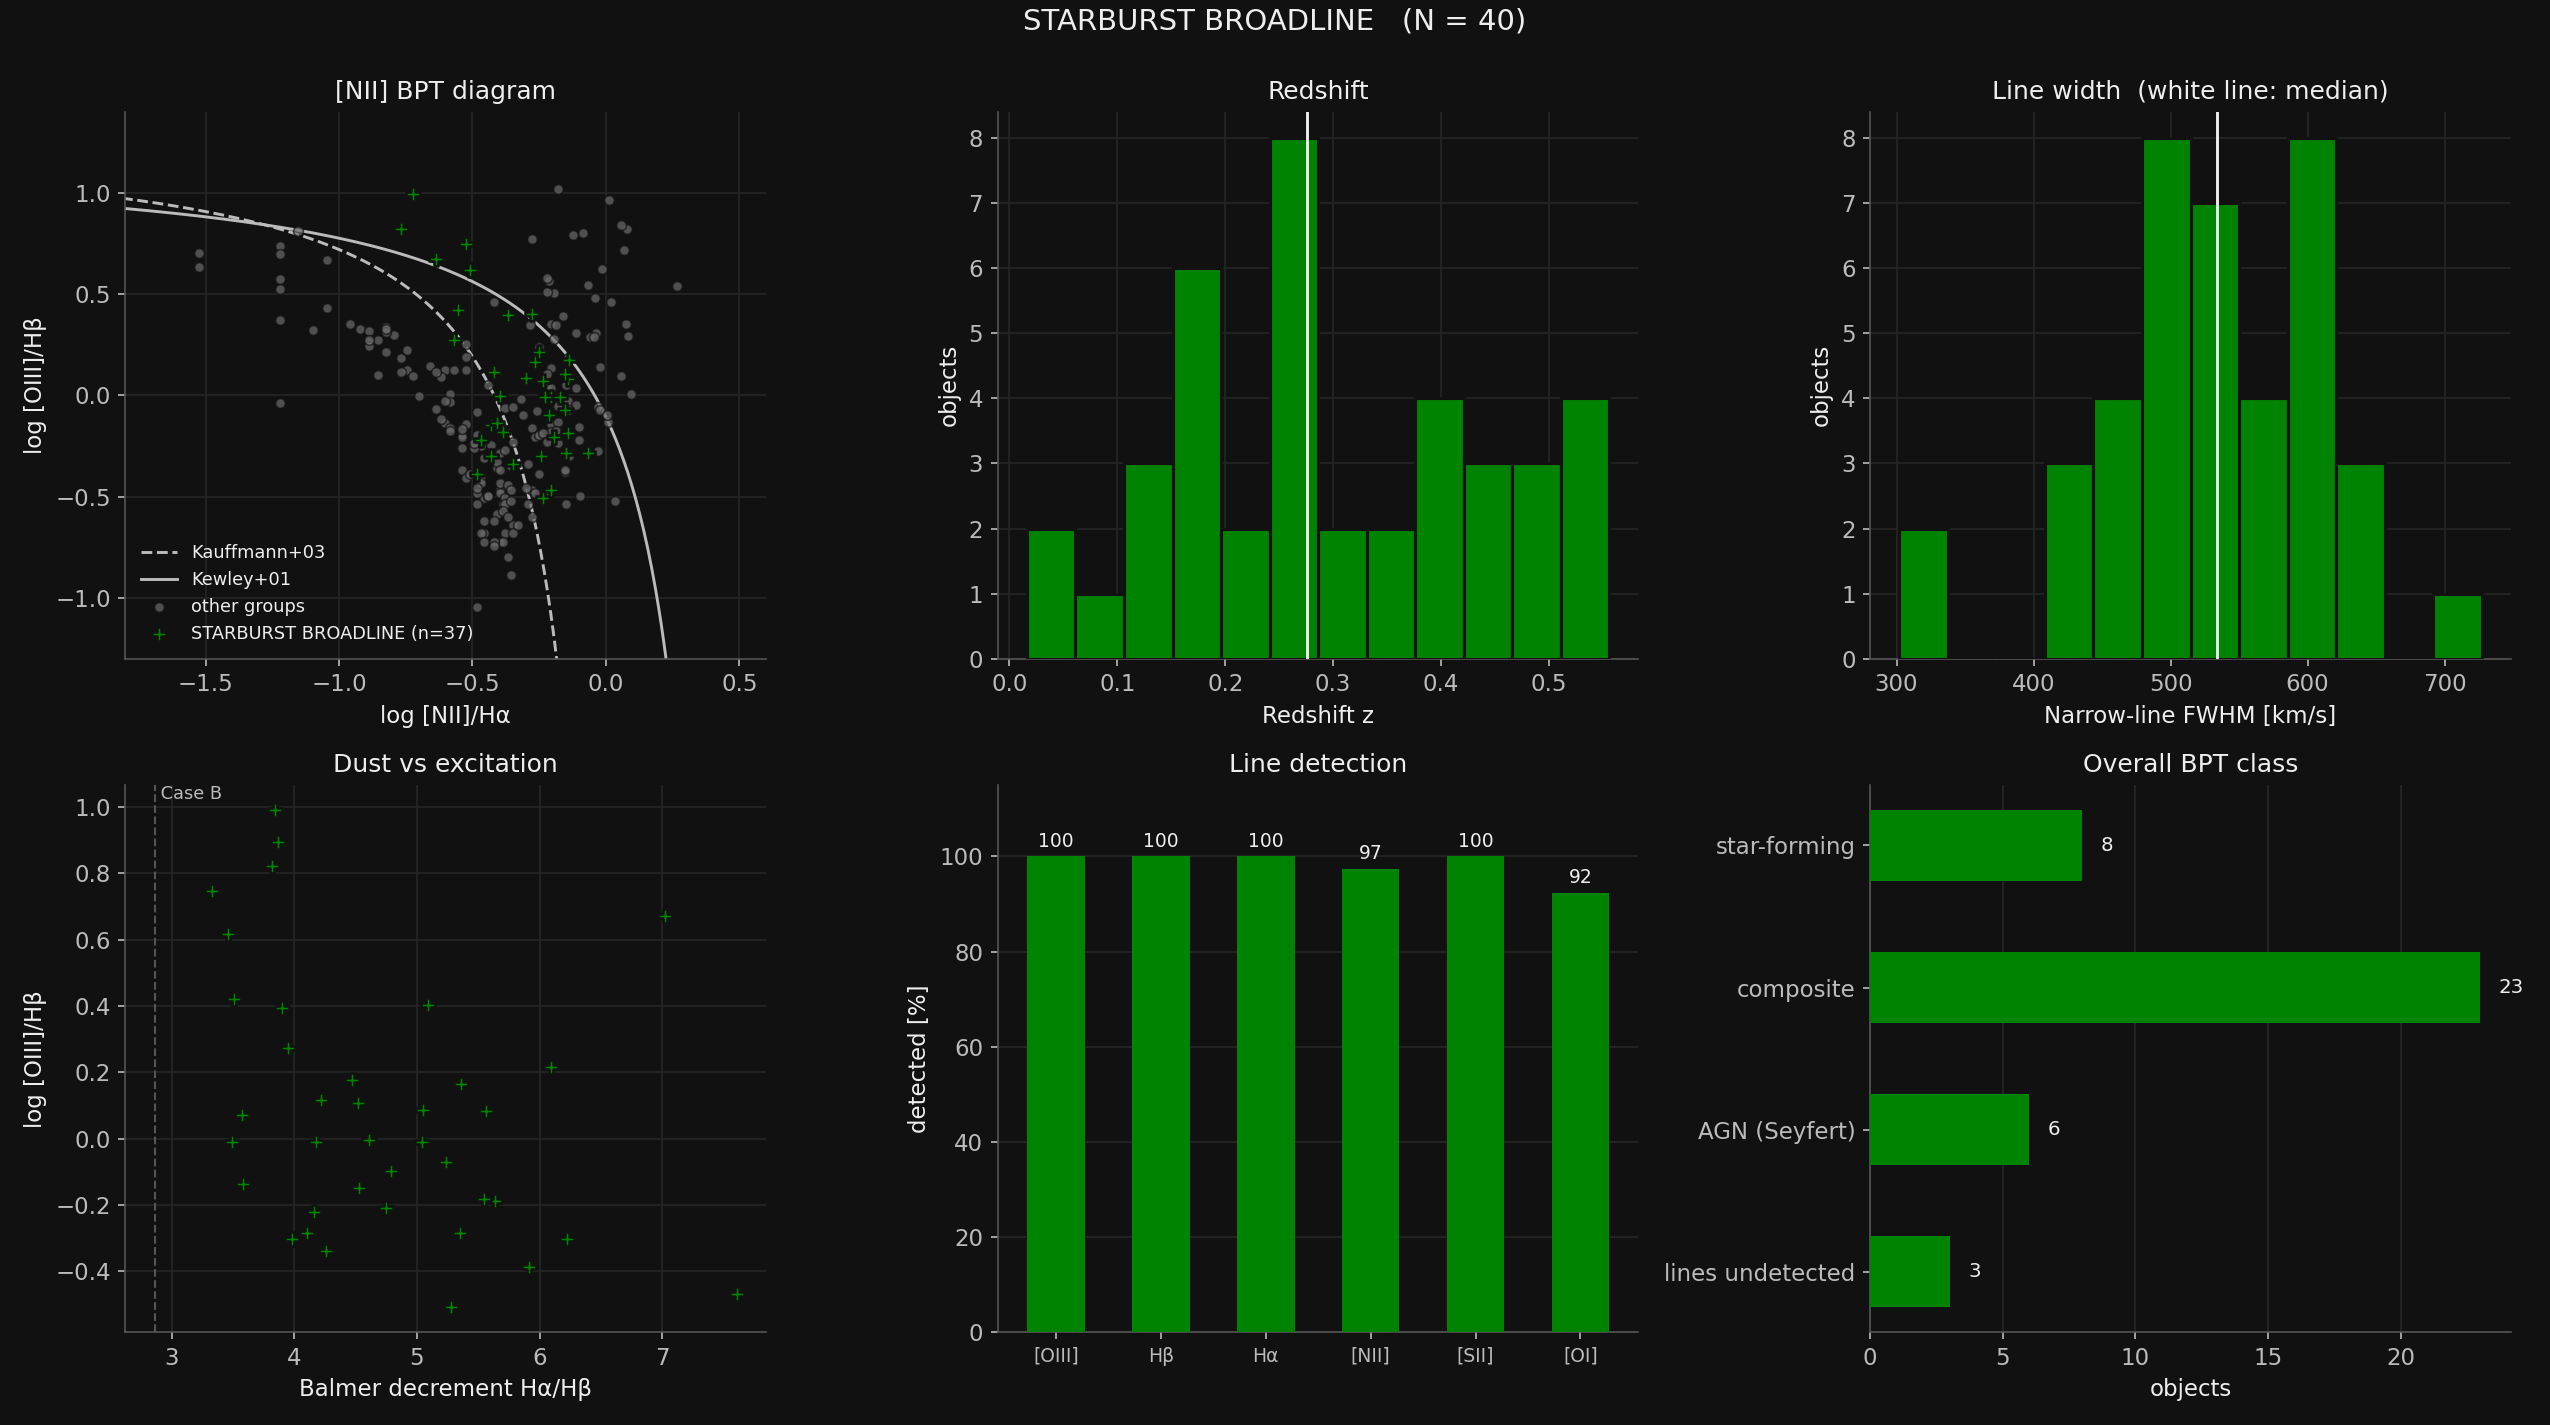 STARBURST BROADLINE (N = 40)
[NII] BPT diagram
log [OIII]/Hβ
1.0
0.5
0.0
−0.5
−1.0
Kauffmann+03
Kewley+01
other groups
STARBURST BROADLINE (n=37)
−1.5
−1.0
−0.5
0.0
0.5
log [NII]/Hα
Redshift
objects
8
7
6
5
4
3
2
1
0
0.0
0.1
0.2
0.3
0.4
0.5
Redshift z
Line width (white line: median)
objects
8
7
6
5
4
3
2
1
0
300
400
500
600
700
Narrow-line FWHM [km/s]
Dust vs excitation
Case B
log [OIII]/Hβ
1.0
0.8
0.6
0.4
0.2
0.0
−0.2
−0.4
3
4
5
6
7
Balmer decrement Hα/Hβ
Line detection
detected [%]
100
80
60
40
20
0
100
100
100
97
100
92
[OIII]
Hβ
Hα
[NII]
[SII]
[OI]
Overall BPT class
star-forming
8
composite
23
AGN (Seyfert)
6
lines undetected
3
0
5
10
15
20
objects